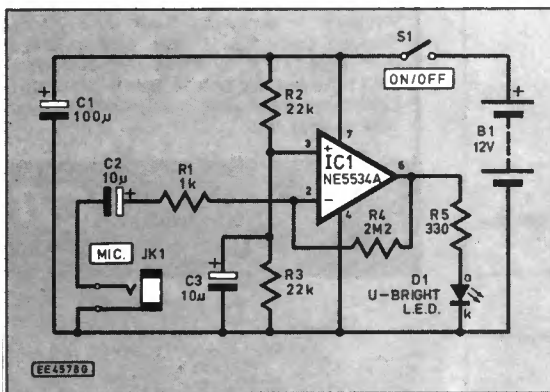 S1
ON/OFF
+
C1
100µ
R2
22k
+
B1
12V
C2
10µ
+
R1
1k
3
+
7
IC1
NE5534A
6
2
−
4
R4
2M2
R5
330
MIC.
JK1
+
C3
10µ
R3
22k
D1
U-BRIGHT
L.E.D.
a
k
EE4578G